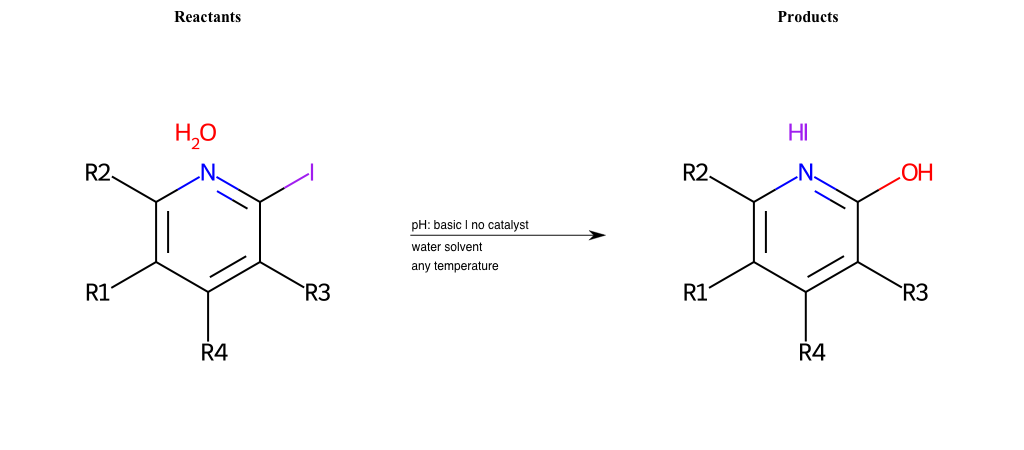 Reactants
Products
H2O
HI
R2 N I
R2 N OH
pH: basic | no catalyst
water solvent
any temperature
R1 R3
R1 R3
R4
R4